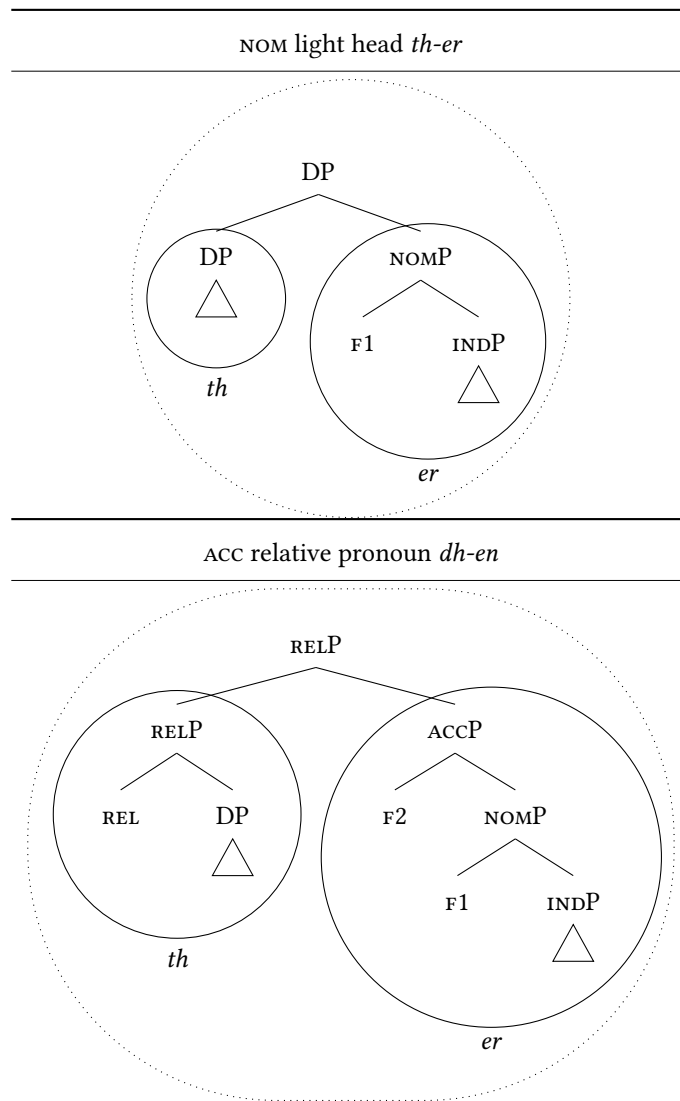 NOM light head th-er
DP
DP NOMP
F1 INDP
th
er
ACC relative pronoun dh-en
RELP
RELP ACCP
REL DP F2 NOMP
F1 INDP
th
er